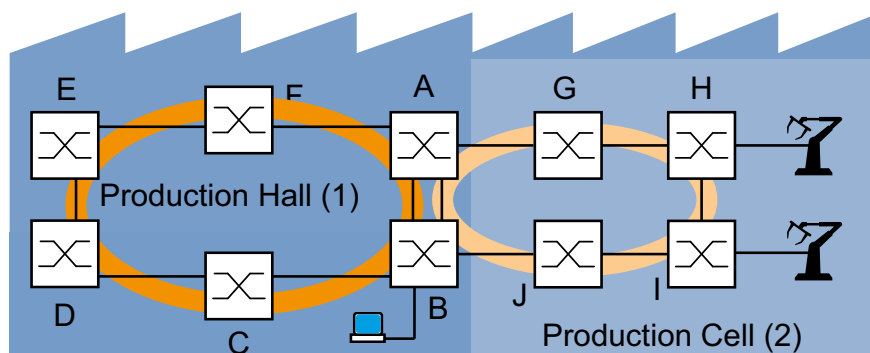 E
F
A
G
H
Production Hall (1)
D
C
B
J
I
Production Cell (2)